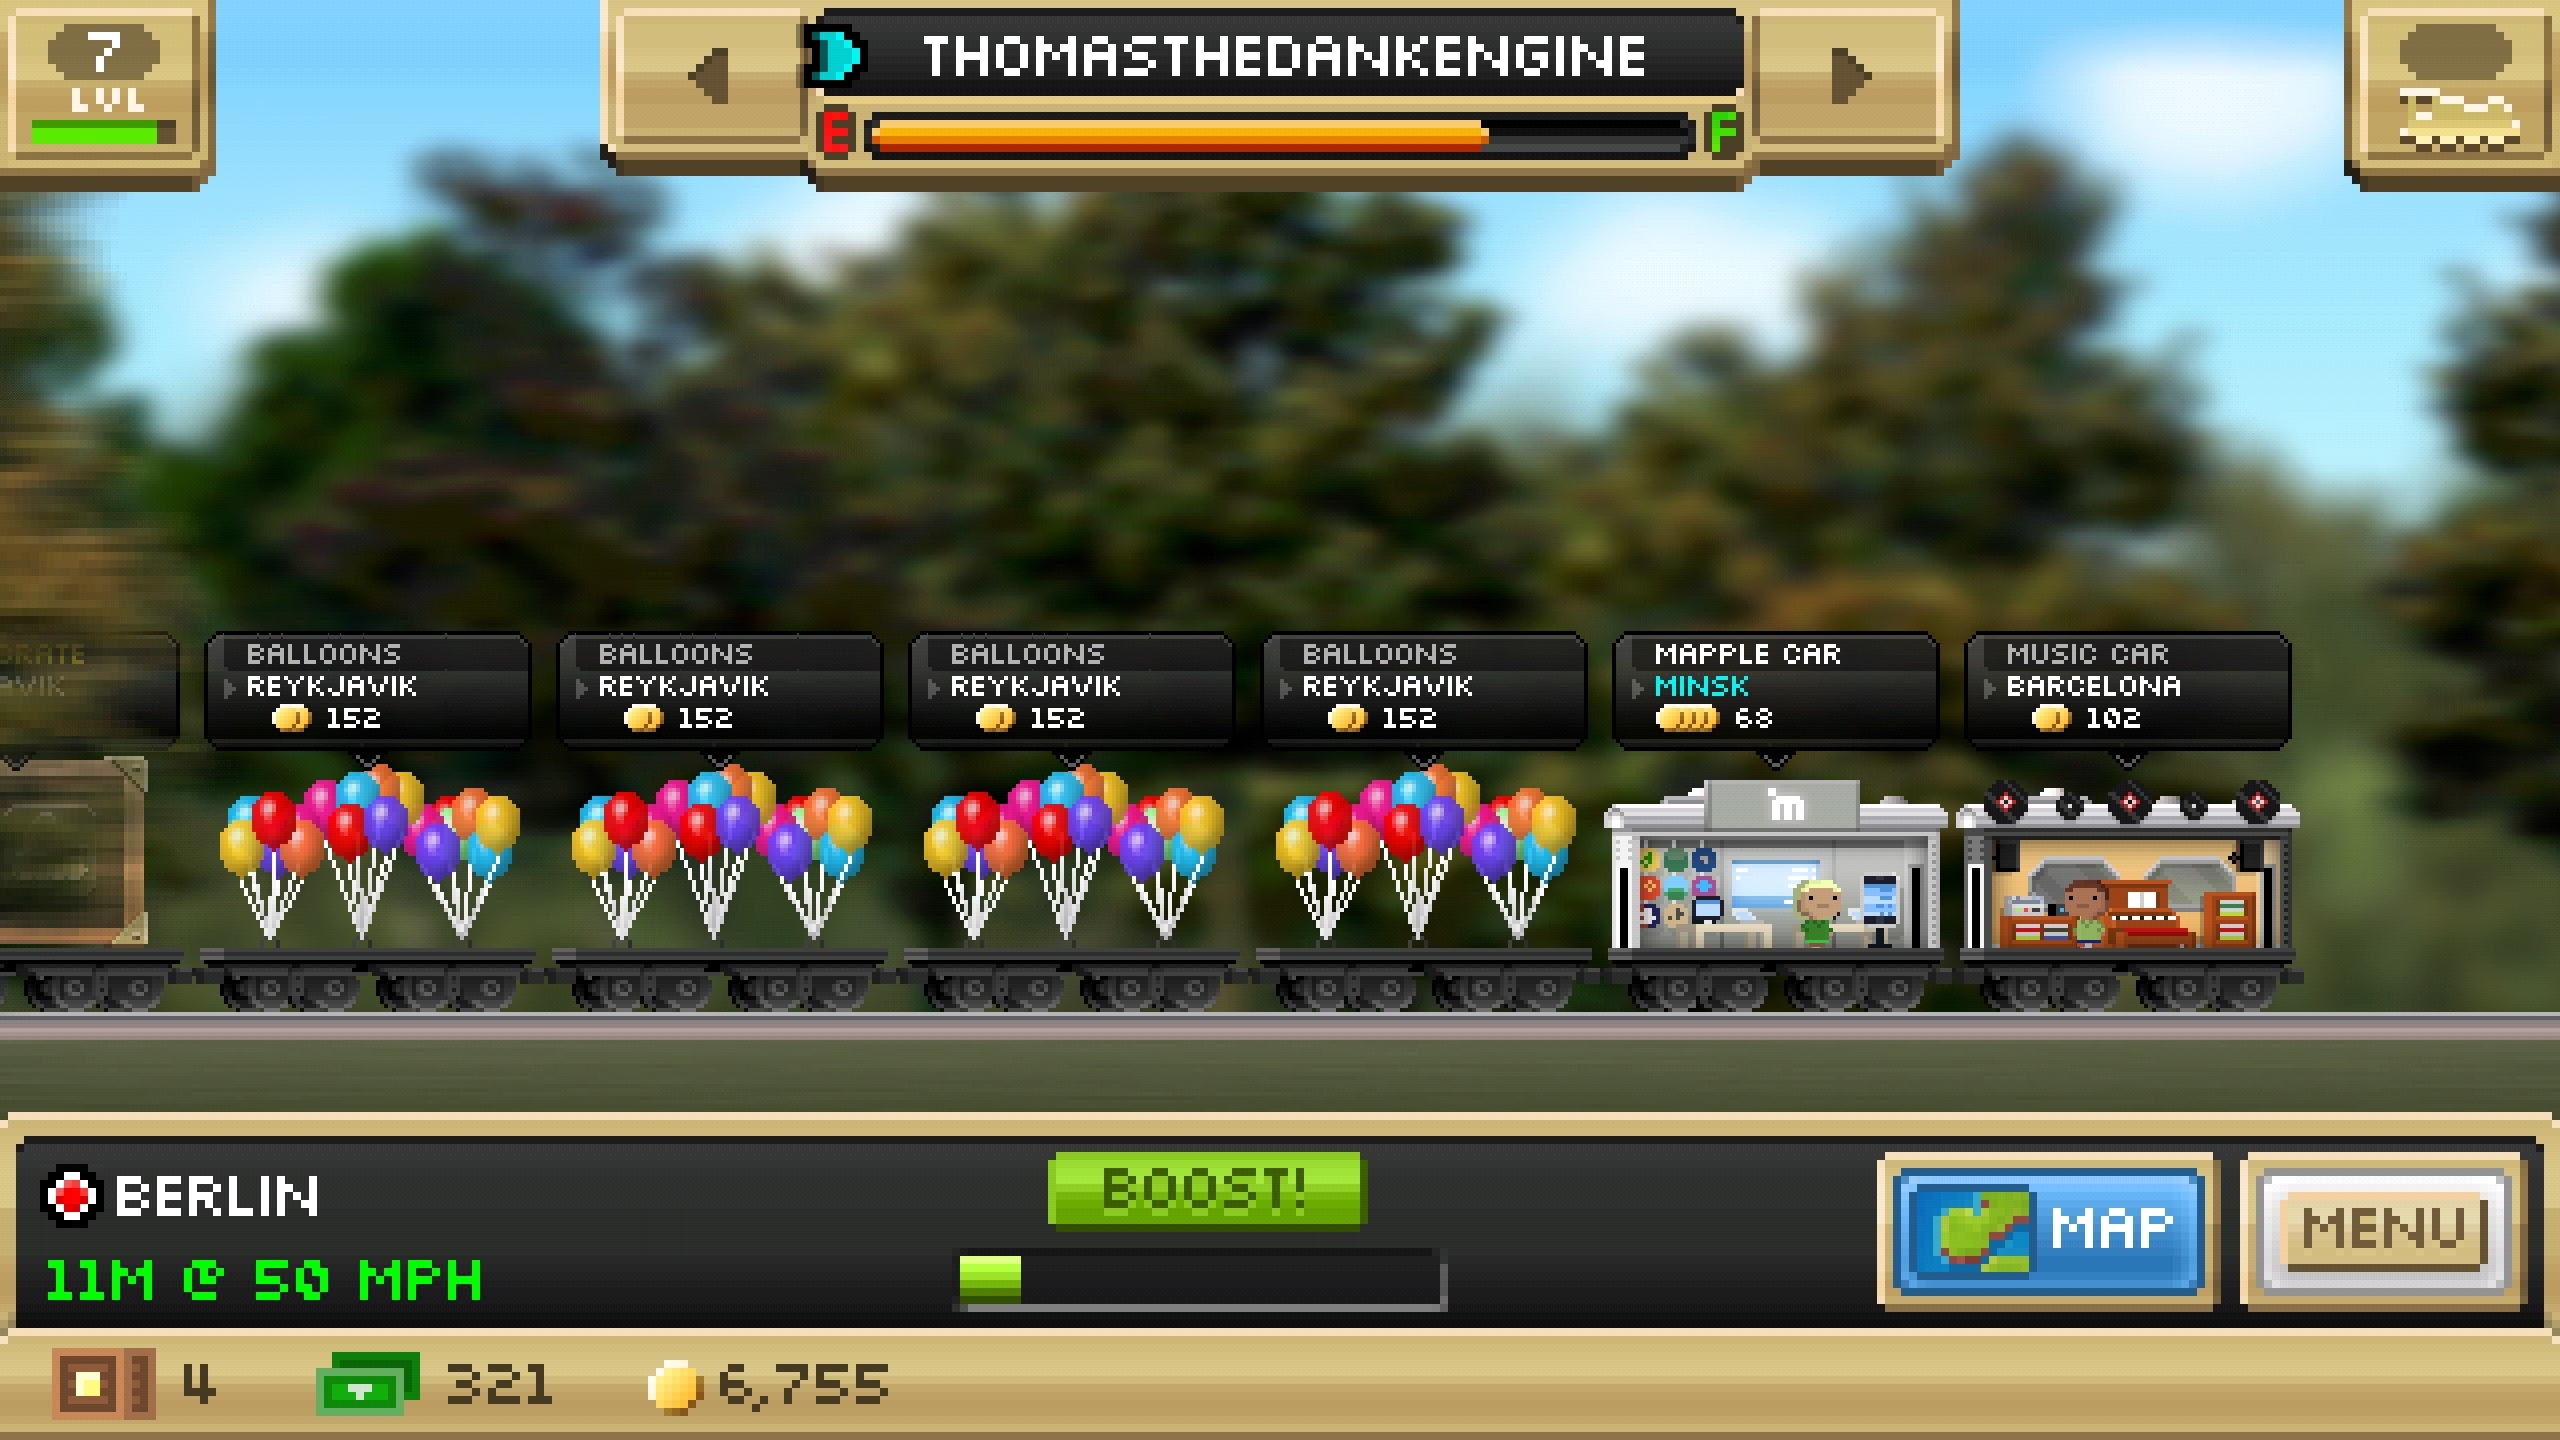 7
LVL
THOMASTHEDANKENGINE
E
F
BALLOONS
REYKJAVIK
152
BALLOONS
REYKJAVIK
152
BALLOONS
REYKJAVIK
152
BALLOONS
REYKJAVIK
152
MAPPLE CAR
MINSK
68
MUSIC CAR
BARCELONA
102
m
BERLIN
11M @ 50 MPH
BOOST!
MAP
MENU
4
321
6,755